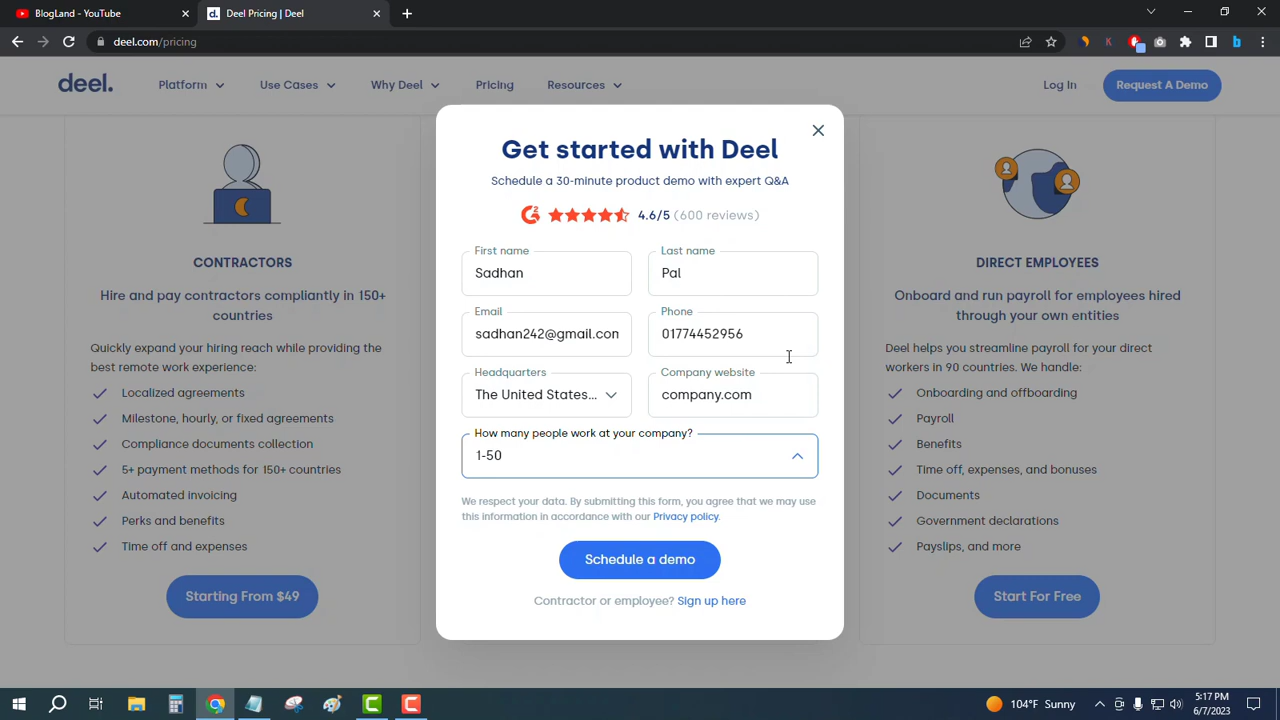 BlogLand - YouTube
d. Deel Pricing | Deel
deel.com/pricing
K
b
deel.
Platform
Use Cases
Why Deel
Pricing
Resources
Log In
Request A Demo
Get started with Deel
Schedule a 30-minute product demo with expert Q&A
4.6/5 (600 reviews)
First name
Sadhan
Last name
Pal
Email
sadhan242@gmail.con
Phone
01774452956
Headquarters
The United States...
Company website
company.com
How many people work at your company?
1-50
We respect your data. By submitting this form, you agree that we may use
this information in accordance with our Privacy policy.
Schedule a demo
Contractor or employee? Sign up here
CONTRACTORS
Hire and pay contractors compliantly in 150+
countries
Quickly expand your hiring reach while providing the
best remote work experience:
Localized agreements
Milestone, hourly, or fixed agreements
Compliance documents collection
5+ payment methods for 150+ countries
Automated invoicing
Perks and benefits
Time off and expenses
Starting From $49
DIRECT EMPLOYEES
Onboard and run payroll for employees hired
through your own entities
Deel helps you streamline payroll for your direct
workers in 90 countries. We handle:
Onboarding and offboarding
Payroll
Benefits
Time off, expenses, and bonuses
Documents
Government declarations
Payslips, and more
Start For Free
104°F Sunny
5:17 PM
6/7/2023